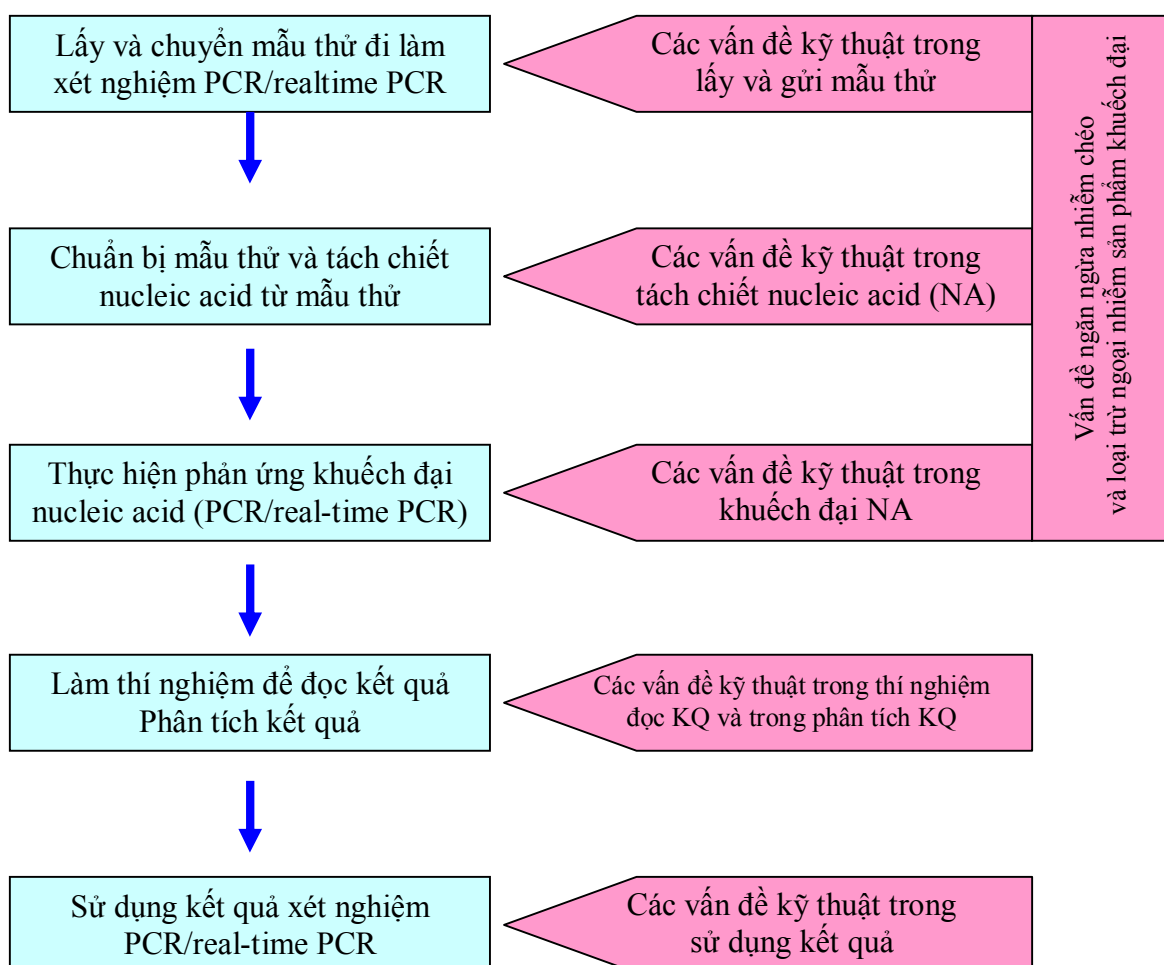 Lấy và chuyển mẫu thử đi làm
xét nghiệm PCR/realtime PCR
Các vấn đề kỹ thuật trong
lấy và gửi mẫu thử
Vấn đề ngăn ngừa nhiễm chéo
và loại trừ ngoại nhiễm sản phẩm khuếch đại
Chuẩn bị mẫu thử và tách chiết
nucleic acid từ mẫu thử
Các vấn đề kỹ thuật trong
tách chiết nucleic acid (NA)
Thực hiện phản ứng khuếch đại
nucleic acid (PCR/real-time PCR)
Các vấn đề kỹ thuật trong
khuếch đại NA
Làm thí nghiệm để đọc kết quả
Phân tích kết quả
Các vấn đề kỹ thuật trong thí nghiệm
đọc KQ và trong phân tích KQ
Sử dụng kết quả xét nghiệm
PCR/real-time PCR
Các vấn đề kỹ thuật trong
sử dụng kết quả